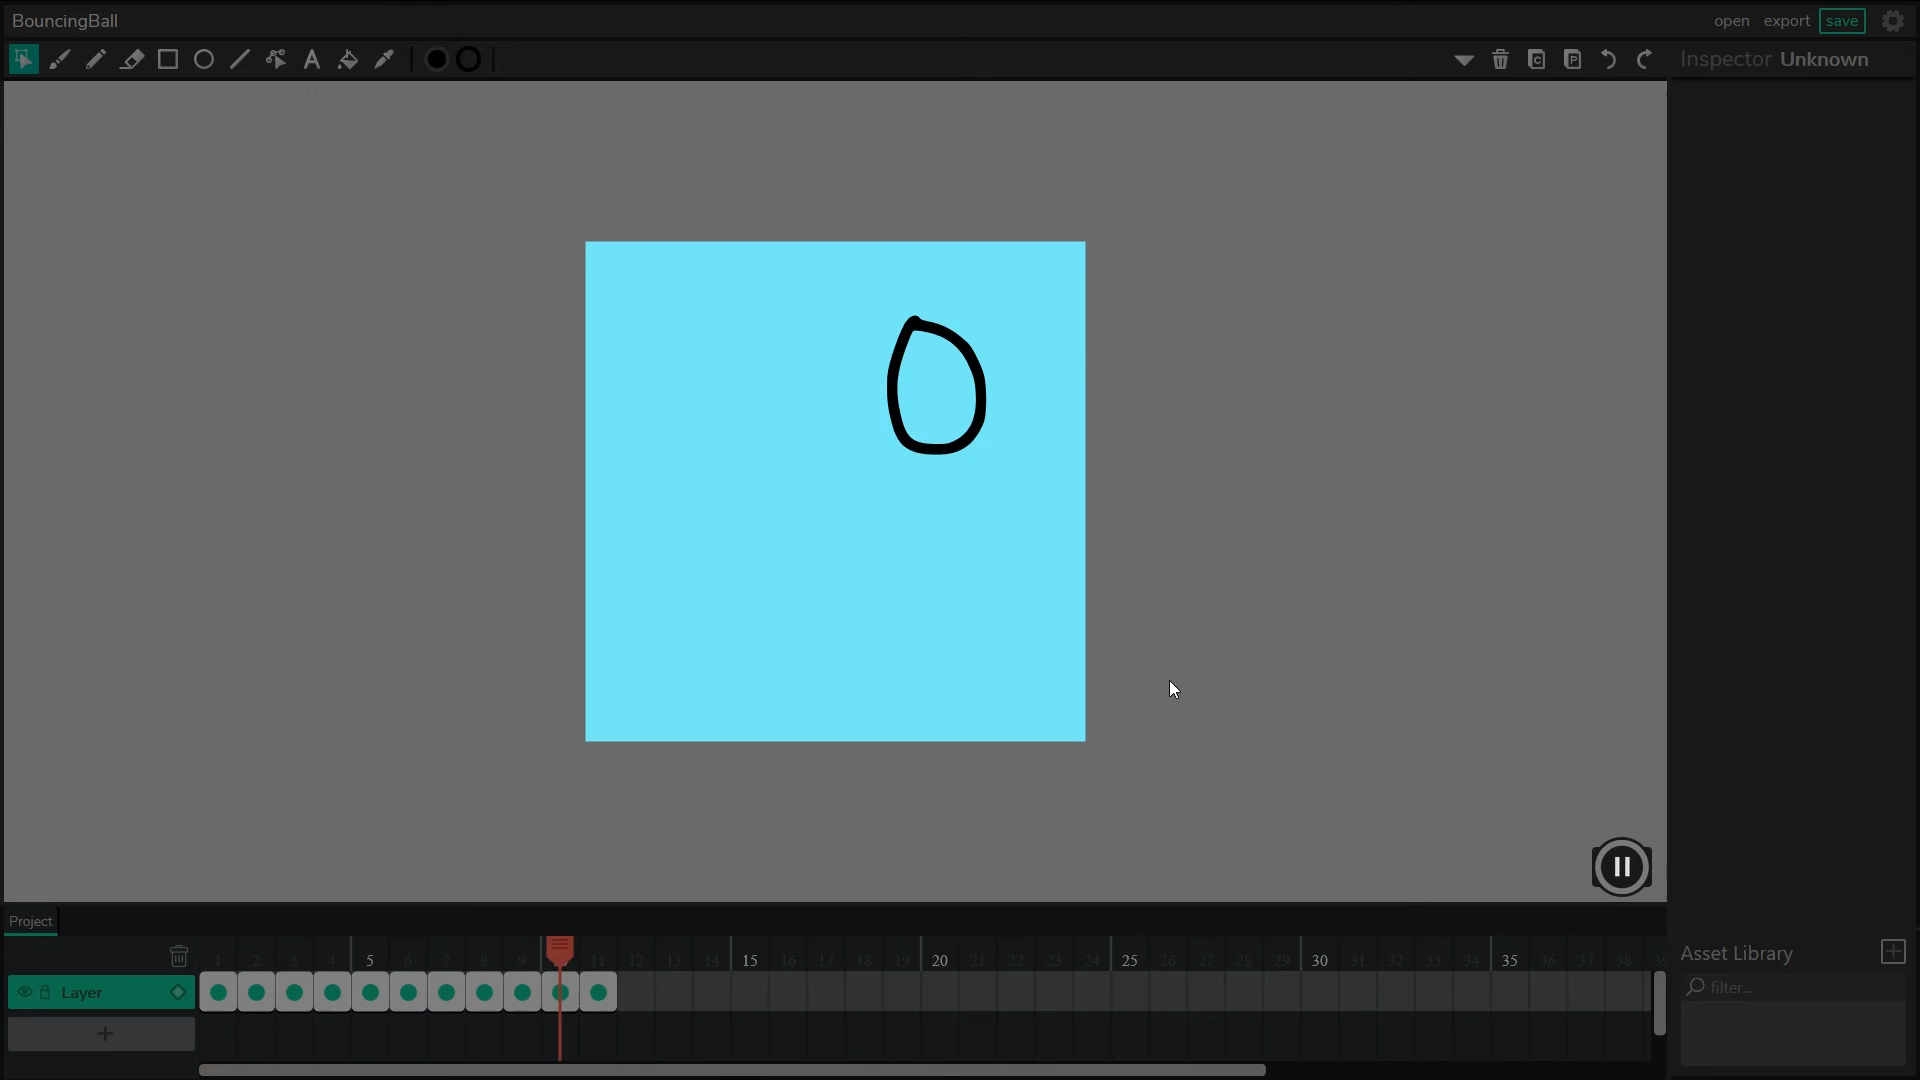 BouncingBall
open export save
Inspector Unknown
Project
1 2 3 4 5 6 7 8 9 11 12 13 14 15 16 17 18 19 20 21 22 23 24 25 26 27 28 29 30 31 32 33 34 35 36 37 38 39
Layer
Asset Library
filter...